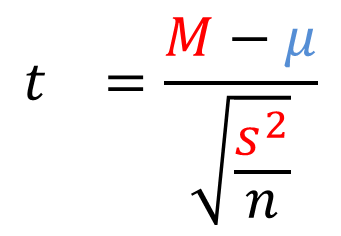 t = (M − μ) / √(s² / n)